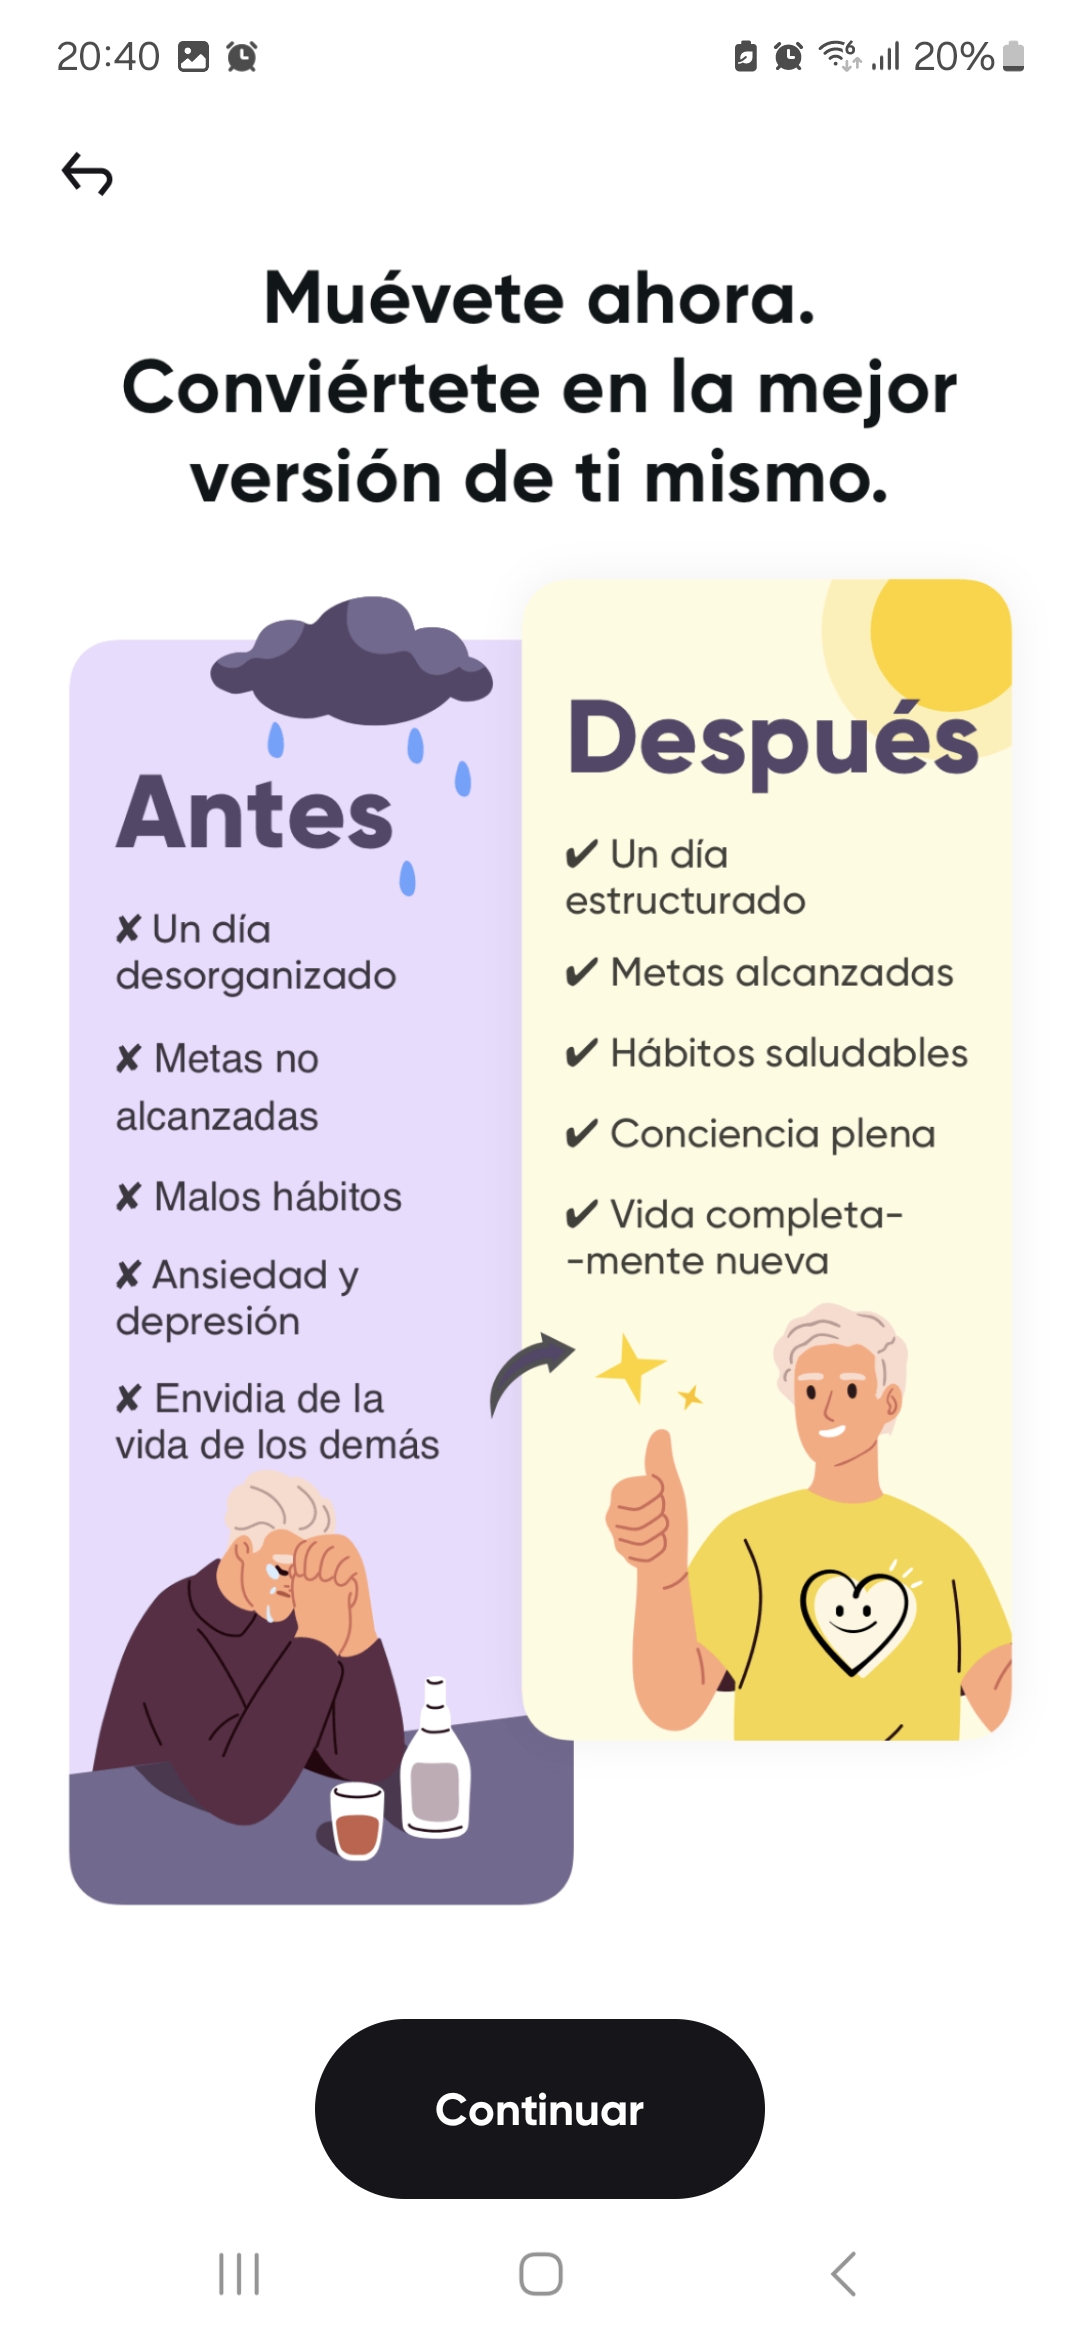 20:40
20%
Muévete ahora.
Conviértete en la mejor
versión de ti mismo.
Antes
✘ Un día
desorganizado
✘ Metas no
alcanzadas
✘ Malos hábitos
✘ Ansiedad y
depresión
✘ Envidia de la
vida de los demás
Después
✔ Un día
estructurado
✔ Metas alcanzadas
✔ Hábitos saludables
✔ Conciencia plena
✔ Vida completa-
-mente nueva
Continuar